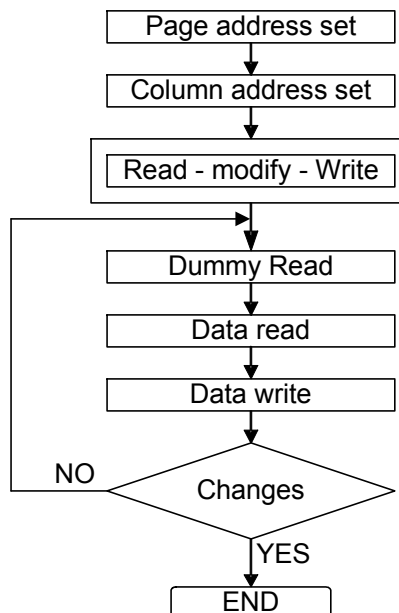 Page address set
Column address set
Read - modify - Write
Dummy Read
Data read
Data write
Changes
NO
YES
END